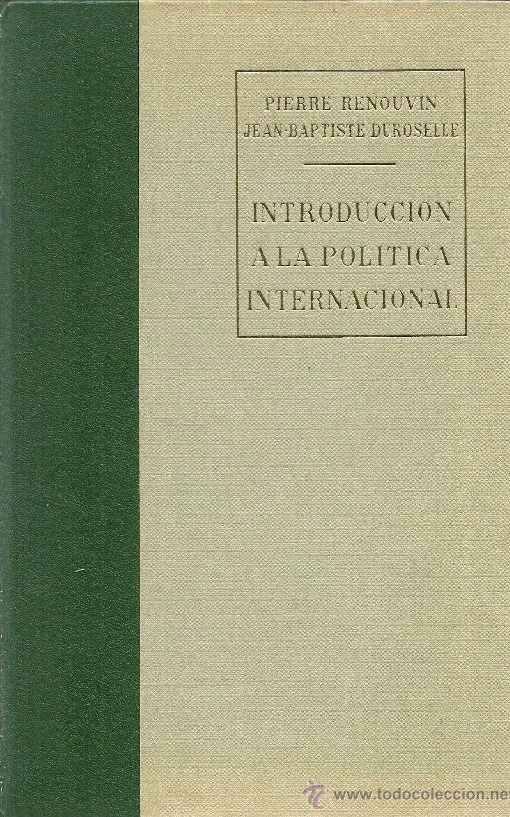 PIERRE RENOUVIN
JEAN-BAPTISTE DUROSELLE
INTRODUCCION
A LA POLITICA
INTERNACIONAL
www.todocoleccion.net